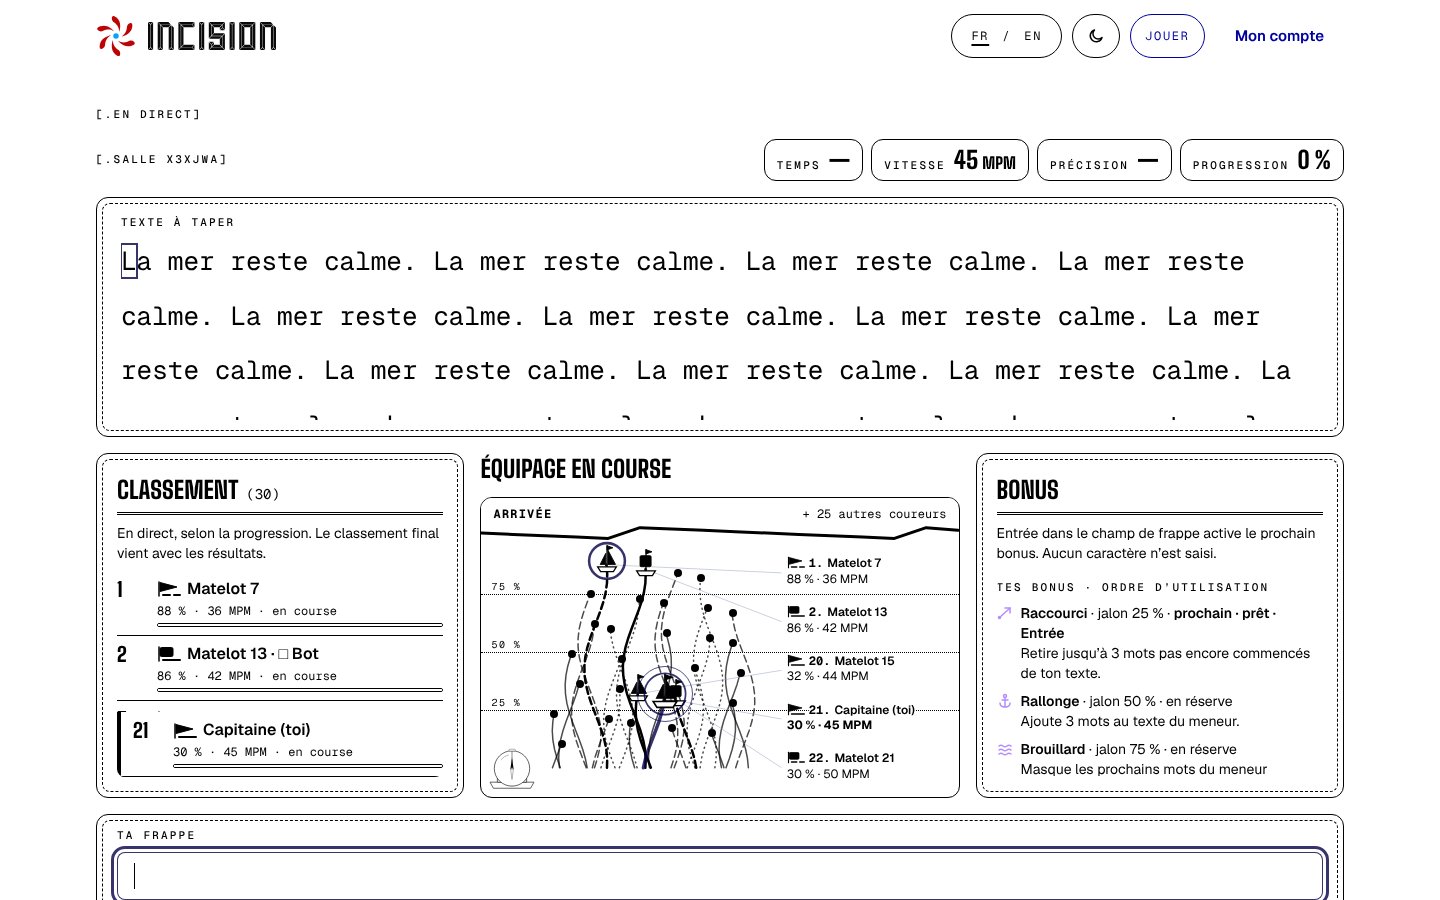 INCISION
FR / EN
JOUER
Mon compte
[.EN DIRECT]
[.SALLE X3XJWA]
TEMPS —
VITESSE 45 MPM
PRÉCISION —
PROGRESSION 0 %
TEXTE À TAPER
La mer reste calme. La mer reste calme. La mer reste calme. La mer reste
calme. La mer reste calme. La mer reste calme. La mer reste calme. La mer
reste calme. La mer reste calme. La mer reste calme. La mer reste calme. La
CLASSEMENT (30)
En direct, selon la progression. Le classement final
vient avec les résultats.
1 Matelot 7
88 % · 36 MPM · en course
2 Matelot 13 · □ Bot
86 % · 42 MPM · en course
21 Capitaine (toi)
30 % · 45 MPM · en course
ÉQUIPAGE EN COURSE
ARRIVÉE
+ 25 autres coureurs
75 %
50 %
25 %
1. Matelot 7
88 % · 36 MPM
2. Matelot 13
86 % · 42 MPM
20. Matelot 15
32 % · 44 MPM
21. Capitaine (toi)
30 % · 45 MPM
22. Matelot 21
30 % · 50 MPM
BONUS
Entrée dans le champ de frappe active le prochain
bonus. Aucun caractère n’est saisi.
TES BONUS · ORDRE D’UTILISATION
Raccourci · jalon 25 % · prochain · prêt ·
Entrée
Retire jusqu’à 3 mots pas encore commencés
de ton texte.
Rallonge · jalon 50 % · en réserve
Ajoute 3 mots au texte du meneur.
Brouillard · jalon 75 % · en réserve
Masque les prochains mots du meneur
TA FRAPPE